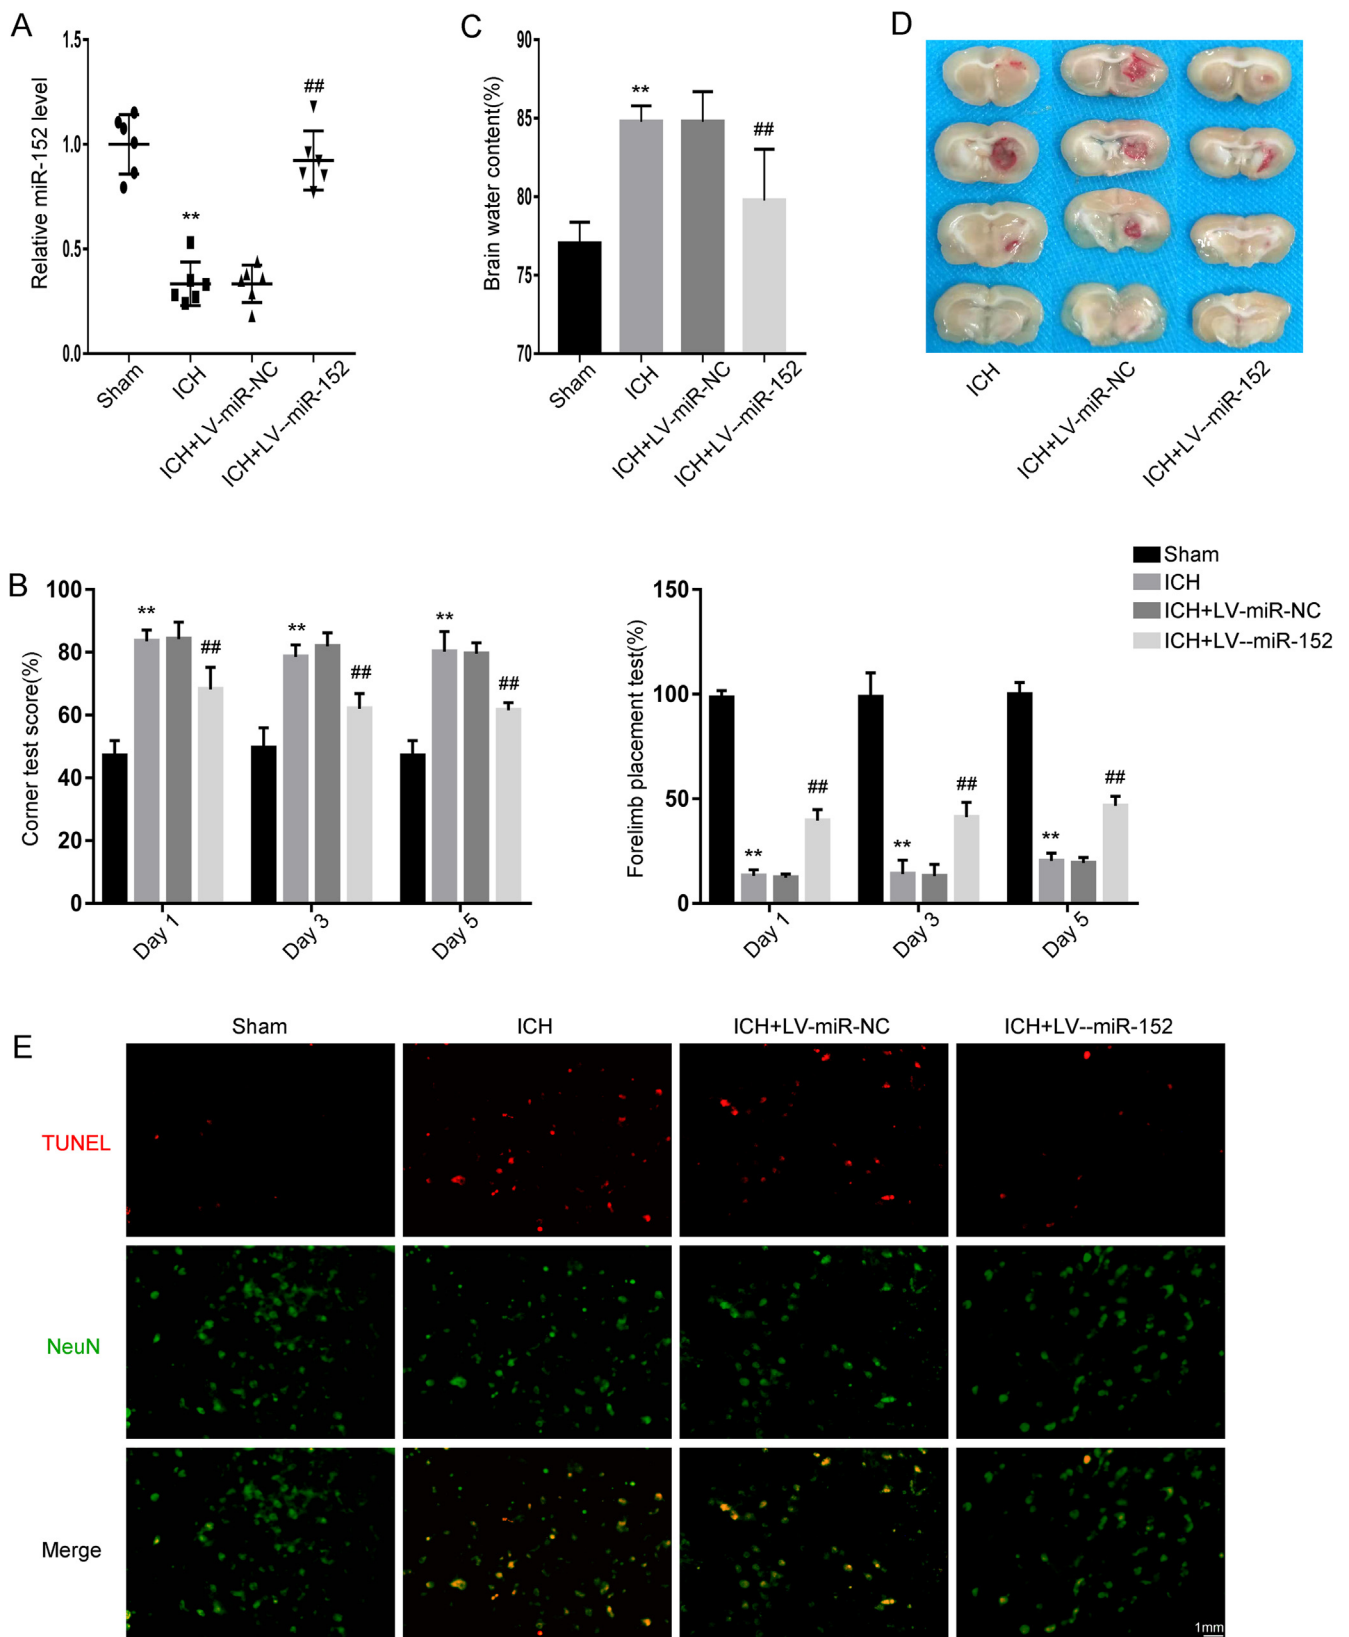 A
Relative miR-152 level
1.5
1.0
0.5
0.0
**
##
Sham
ICH
ICH+LV-miR-NC
ICH+LV--miR-152
C
Brain water content(%)
90
85
80
75
70
**
##
Sham
ICH
ICH+LV-miR-NC
ICH+LV--miR-152
D
ICH
ICH+LV-miR-NC
ICH+LV--miR-152
B
Corner test score(%)
100
80
60
40
20
0
**
##
**
##
**
##
Day 1
Day 3
Day 5
Forelimb placement test(%)
150
100
50
0
**
##
**
##
**
##
Day 1
Day 3
Day 5
Sham
ICH
ICH+LV-miR-NC
ICH+LV--miR-152
E
Sham
ICH
ICH+LV-miR-NC
ICH+LV--miR-152
TUNEL
NeuN
Merge
1mm